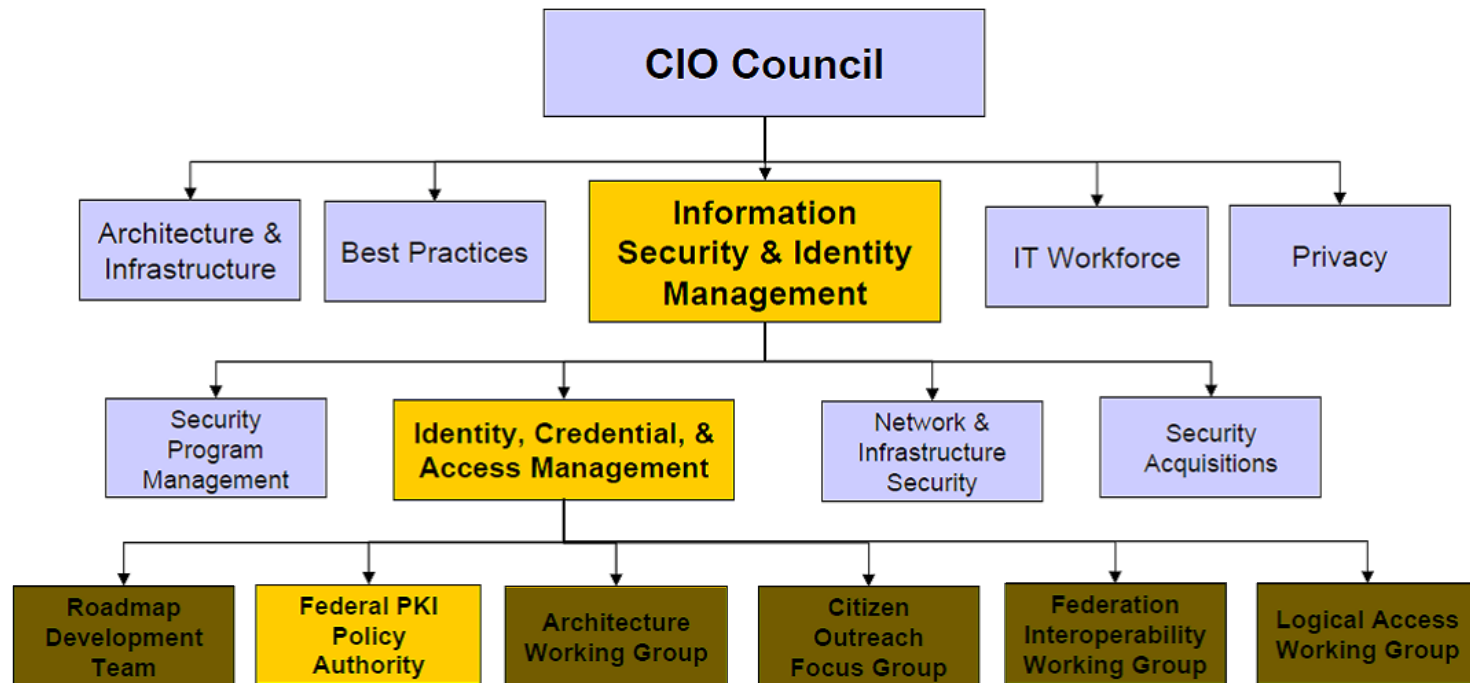 CIO Council
Architecture &
Infrastructure
Best Practices
Information
Security & Identity
Management
IT Workforce
Privacy
Security
Program
Management
Identity, Credential, &
Access Management
Network &
Infrastructure
Security
Security
Acquisitions
Roadmap
Development
Team
Federal PKI
Policy
Authority
Architecture
Working Group
Citizen
Outreach
Focus Group
Federation
Interoperability
Working Group
Logical Access
Working Group